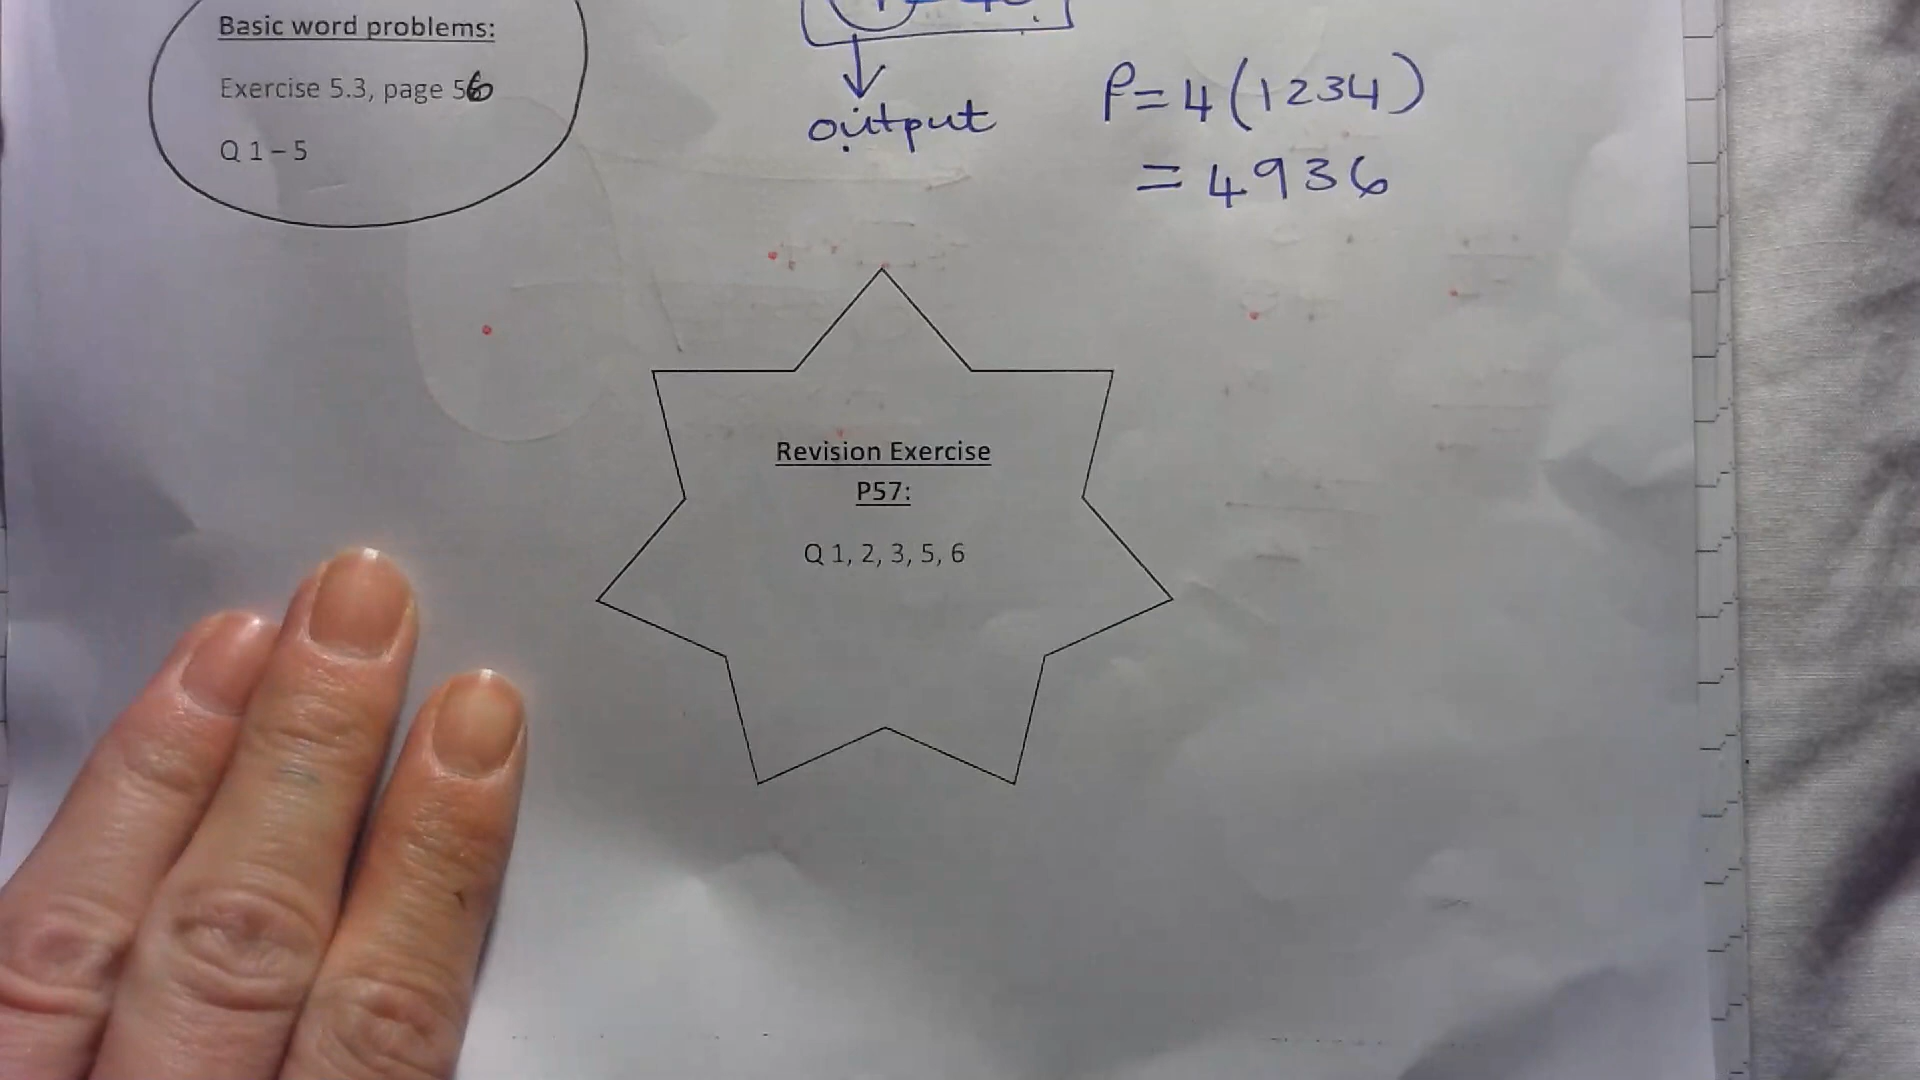 Basic word problems:
Exercise 5.3, page 56
Q 1 – 5
output
P = 4 ( 1234 )
= 4936
Revision Exercise
P57:
Q 1, 2, 3, 5, 6